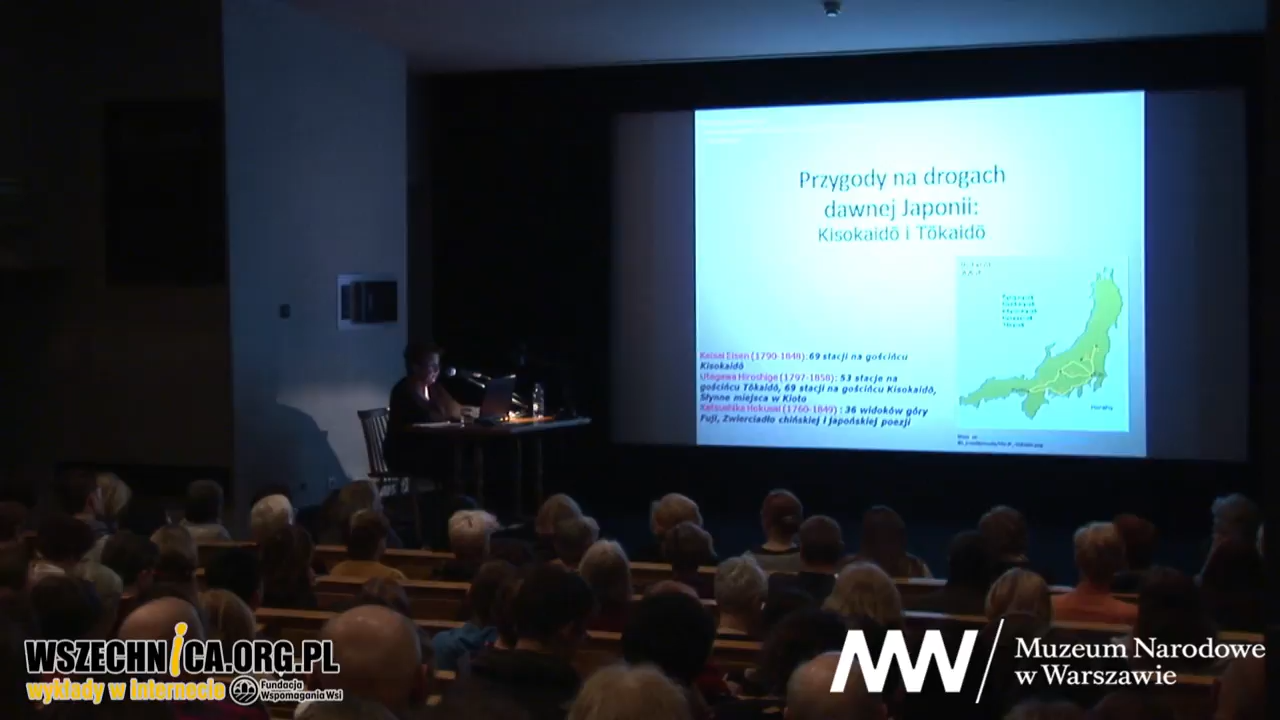 Przygody na drogach
dawnej Japonii:
Kisokaidō i Tōkaidō
Keisai Eisen (1790-1848): 69 stacji na gościńcu
Kisokaidō
Utagawa Hiroshige (1797-1858) : 53 stacje na
gościńcu Tōkaidō, 69 stacji na gościńcu Kisokaidō,
Słynne miejsca w Kioto
Katsushika Hokusai (1760-1849) : 36 widoków góry
Fuji, Zwierciadło chińskiej i japońskiej poezji
WSZECHNICA.ORG.PL
wykłady w internecie
Fundacja
Wspomagania Wsi
MNW
Muzeum Narodowe
w Warszawie